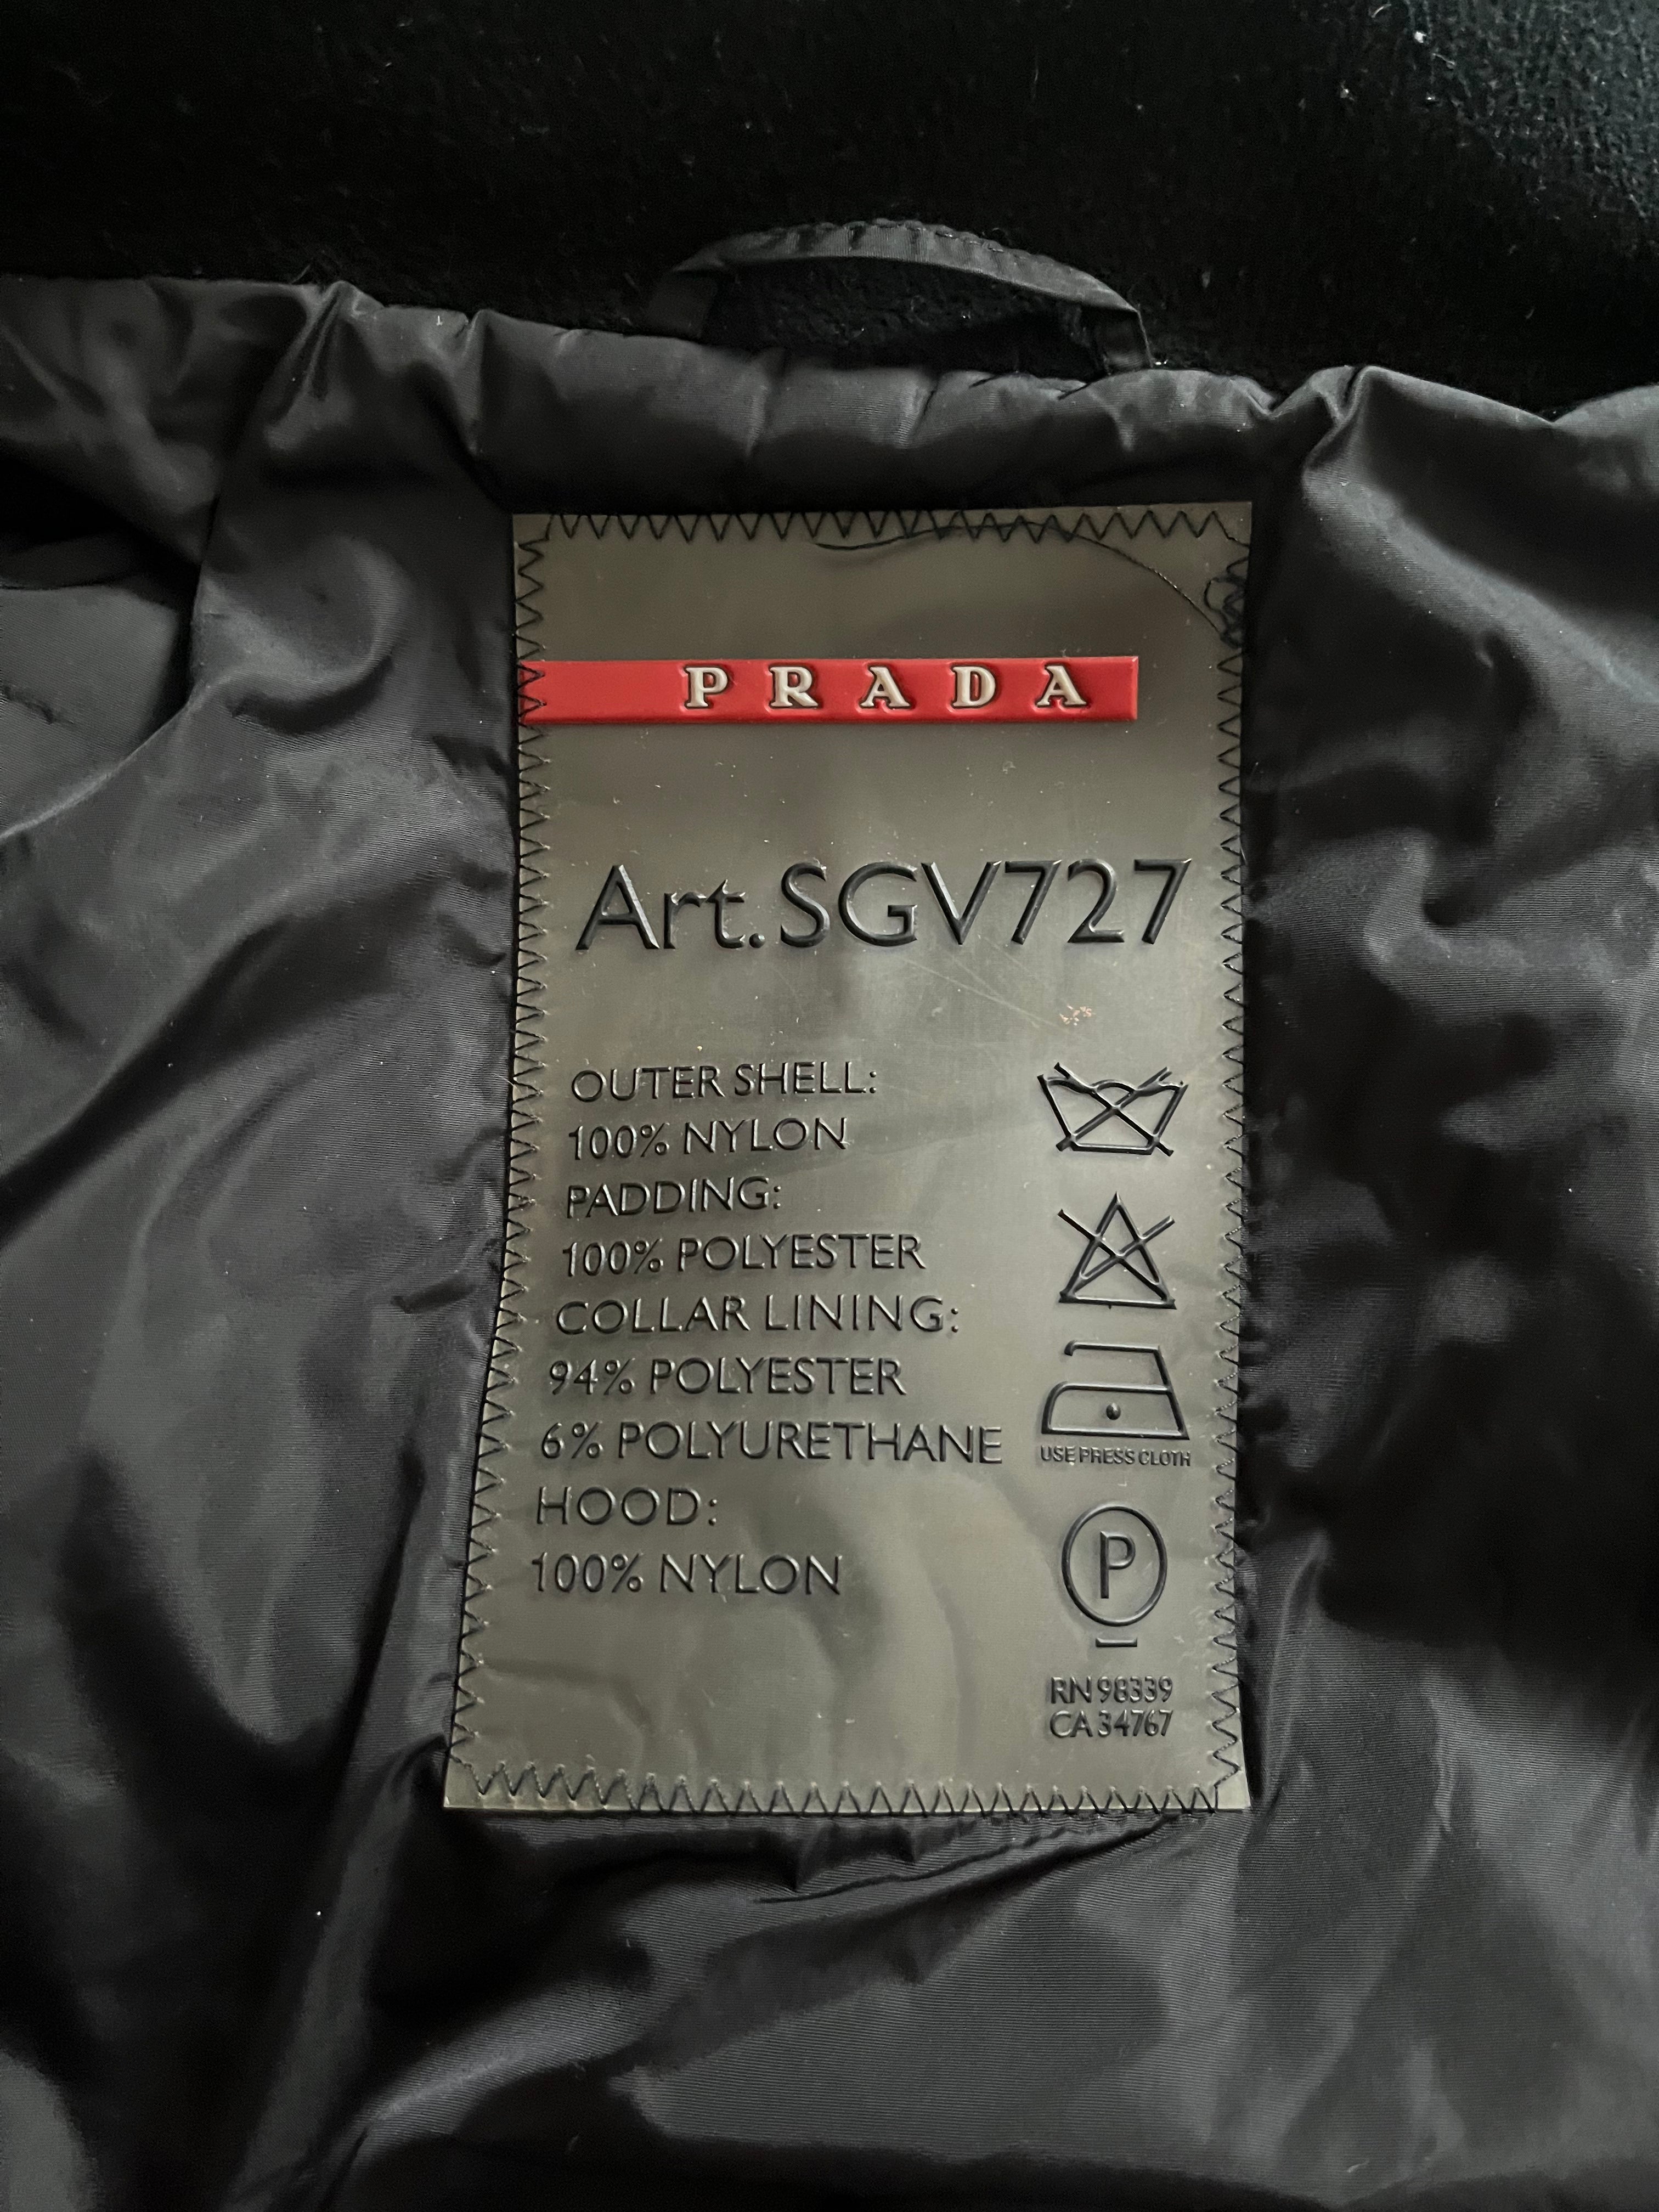 PRADA
Art.SGV727
OUTER SHELL:
100% NYLON
PADDING:
100% POLYESTER
COLLAR LINING:
94% POLYESTER
6% POLYURETHANE
HOOD:
100% NYLON
USE PRESS CLOTH
P
RN 98339
CA 34767